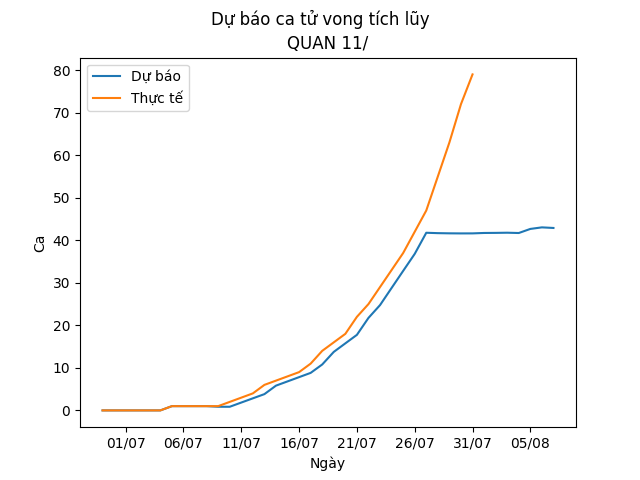 Dự báo ca tử vong tích lũy
QUAN 11/
Dự báo
Thực tế
80
70
60
50
40
30
20
10
0
Ca
01/07 06/07 11/07 16/07 21/07 26/07 31/07 05/08
Ngày